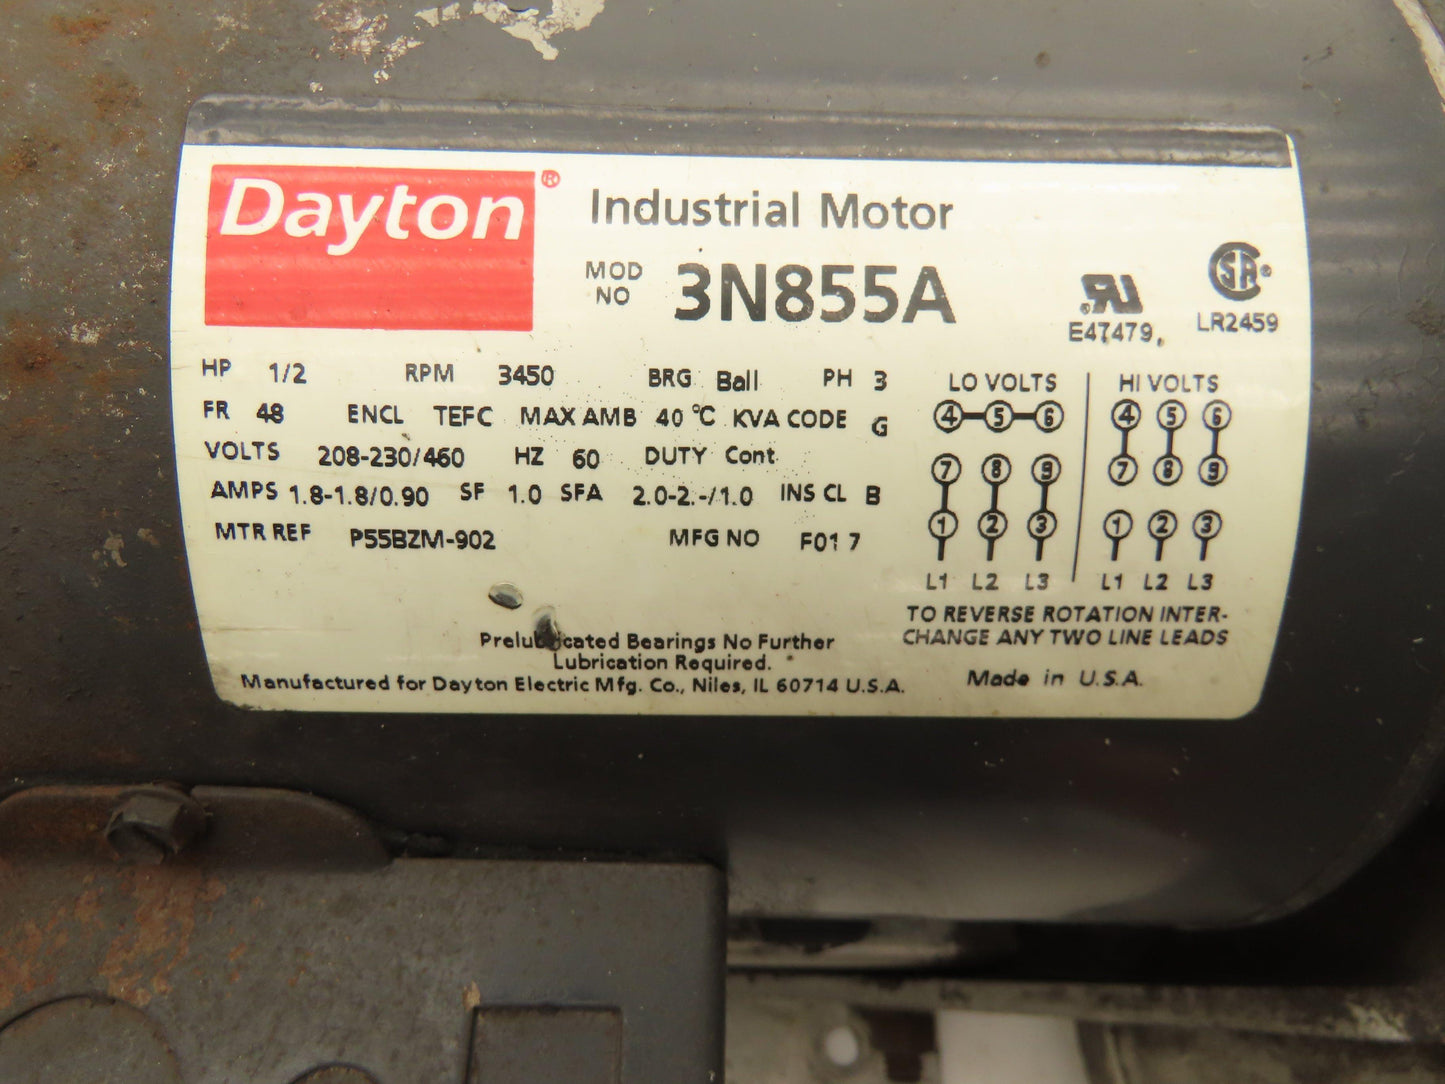 Dayton®
Industrial Motor
MOD NO 3N855A
E47479
LR2459
HP 1/2 RPM 3450 BRG Ball PH 3
FR 48 ENCL TEFC MAX AMB 40 °C KVA CODE G
VOLTS 208-230/460 HZ 60 DUTY Cont
AMPS 1.8-1.8/0.90 SF 1.0 SFA 2.0-2.-/1.0 INS CL B
MTR REF P55BZM-902 MFG NO F017
Prelubricated Bearings No Further
Lubrication Required.
Manufactured for Dayton Electric Mfg. Co., Niles, IL 60714 U.S.A.
LO VOLTS HI VOLTS
4 5 6 4 5 6
7 8 9 7 8 9
1 2 3 1 2 3
L1 L2 L3 L1 L2 L3
TO REVERSE ROTATION INTER-
CHANGE ANY TWO LINE LEADS
Made in U.S.A.